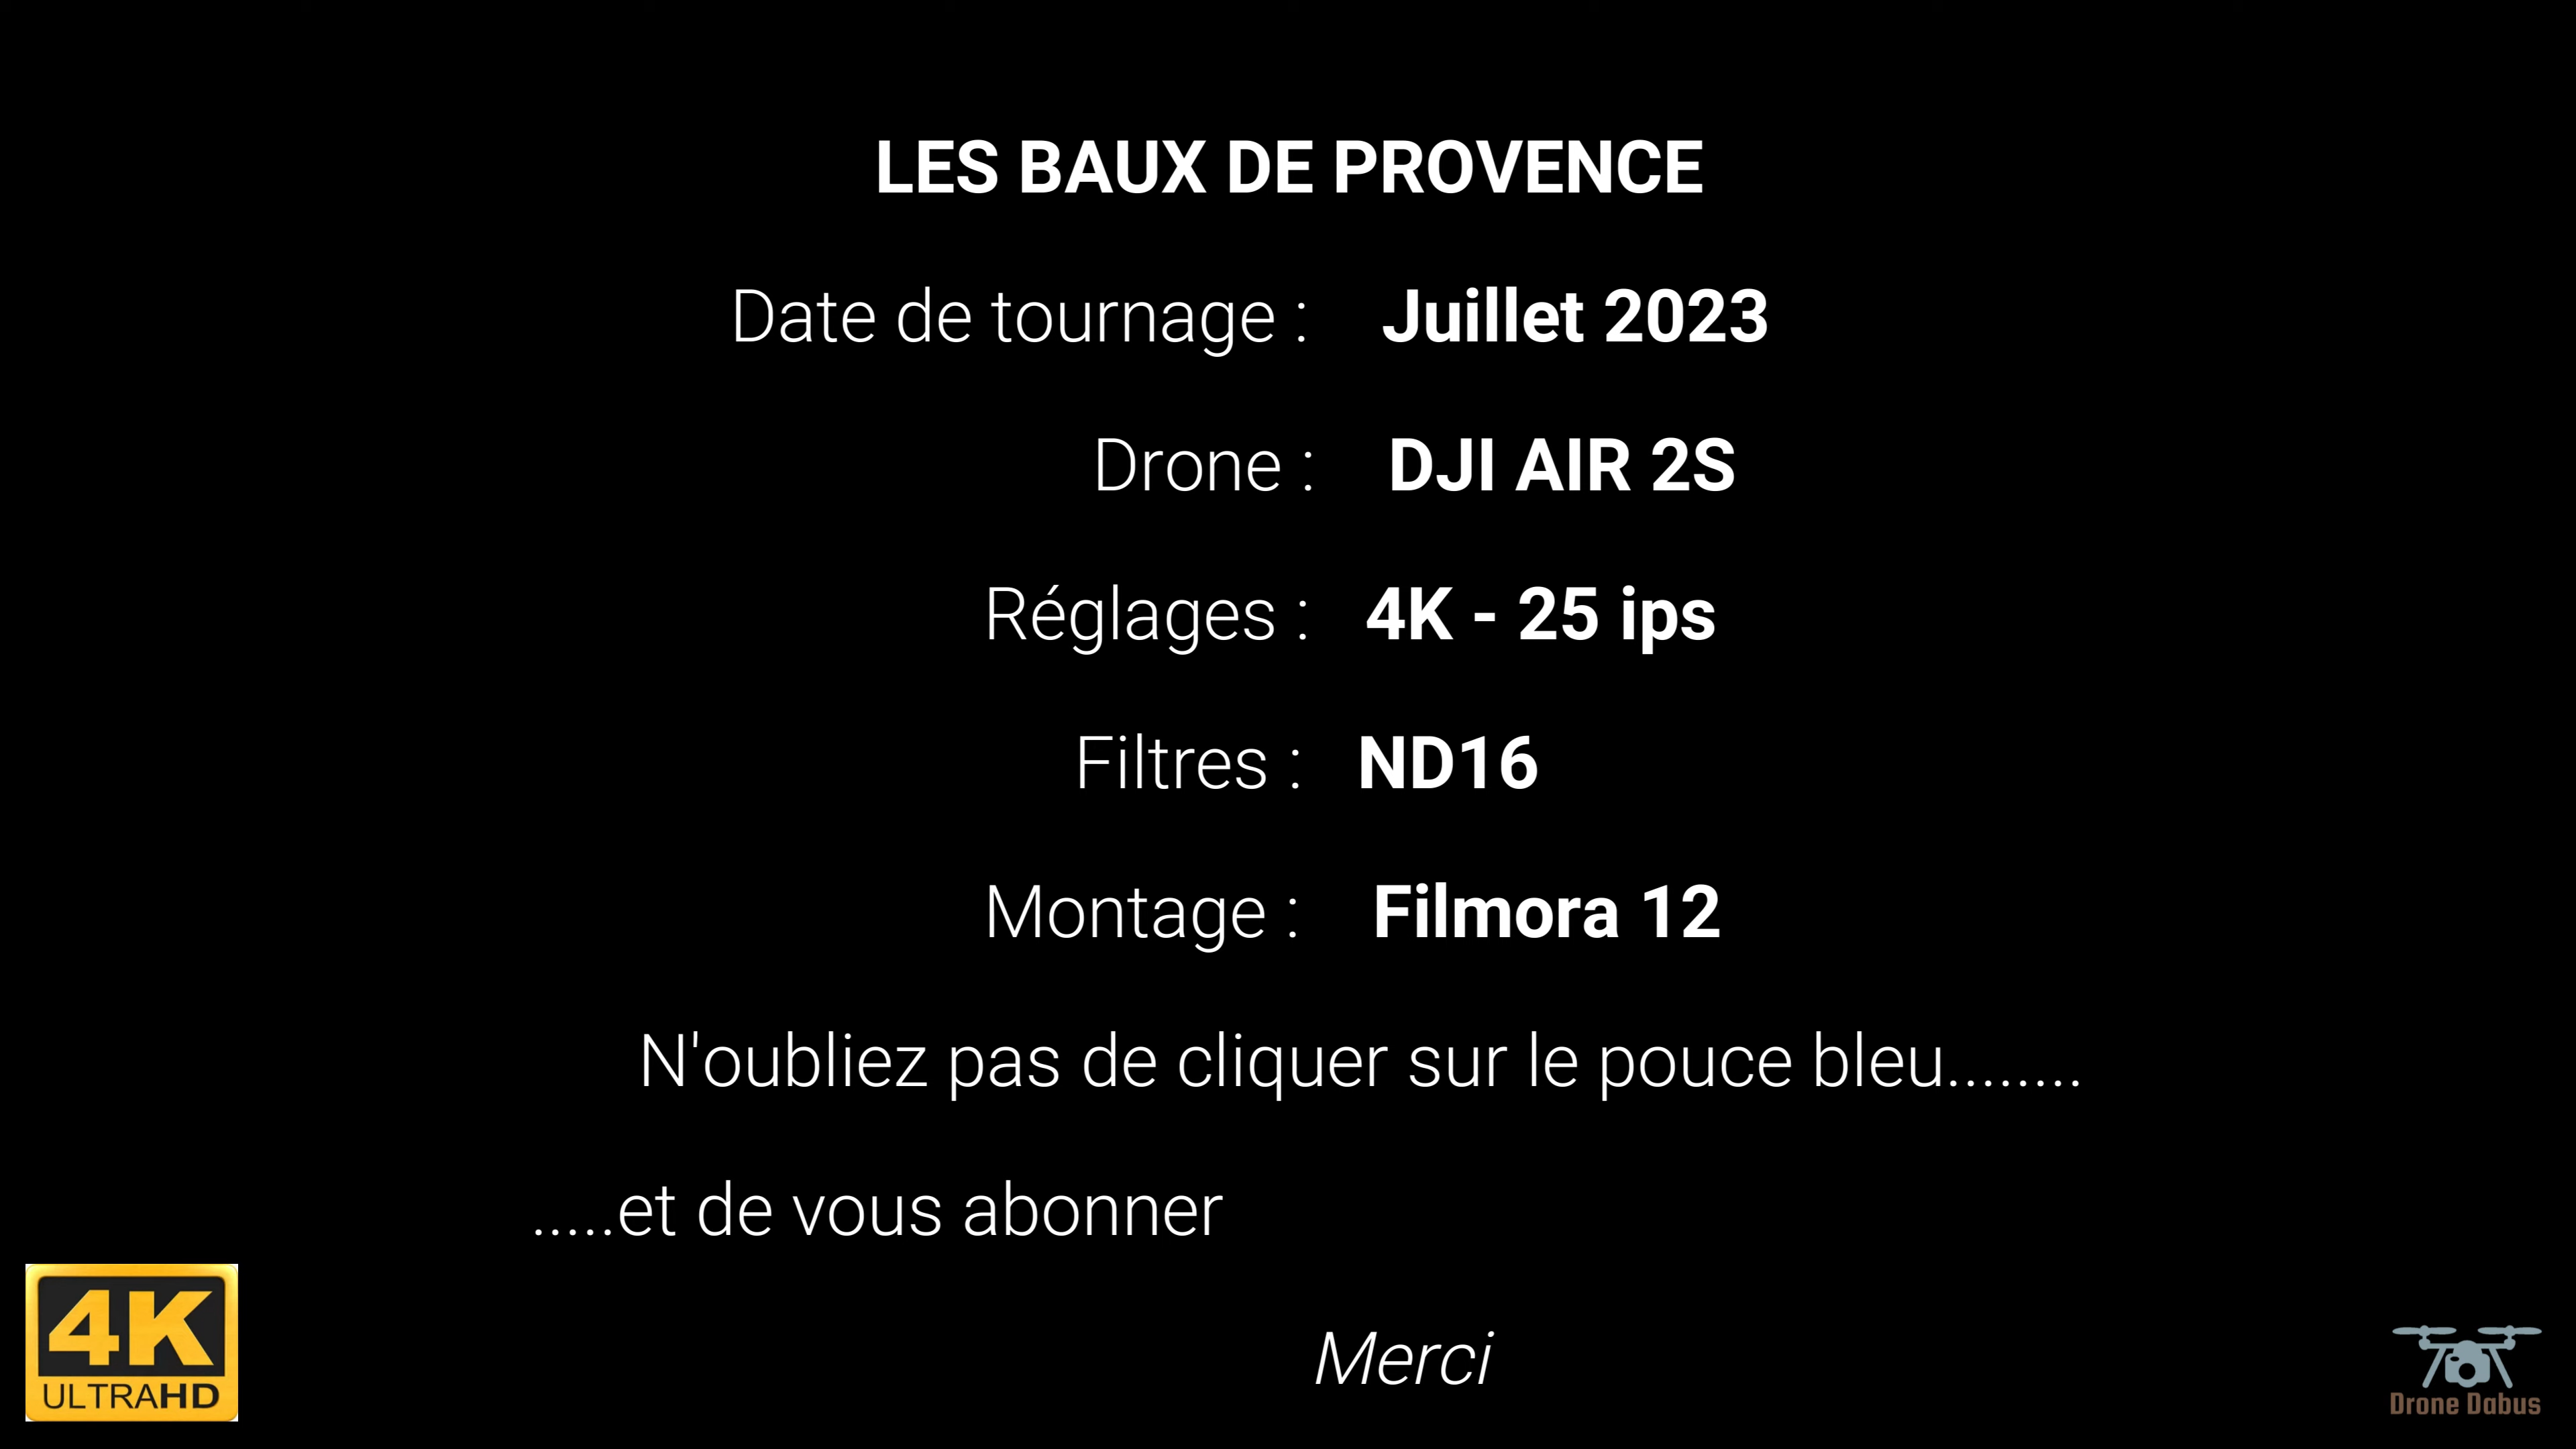 LES BAUX DE PROVENCE
Date de tournage : Juillet 2023
Drone : DJI AIR 2S
Réglages : 4K - 25 ips
Filtres : ND16
Montage : Filmora 12
N'oubliez pas de cliquer sur le pouce bleu........
.....et de vous abonner
Merci
4K
ULTRAHD
Drone Dabus